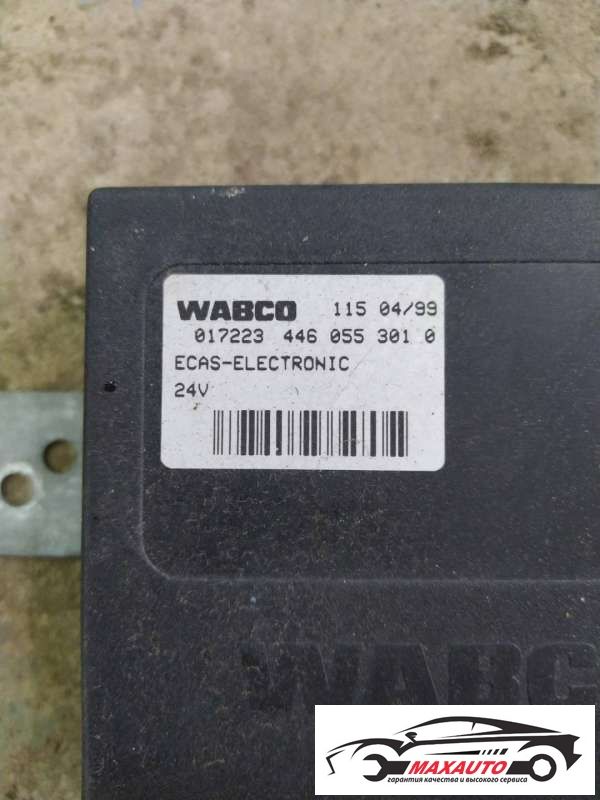 WABCO 115 04/99
017223 446 055 301 0
ECAS-ELECTRONIC
24V
WABC
MAXAUTO
гарантия качества и высокого сервиса